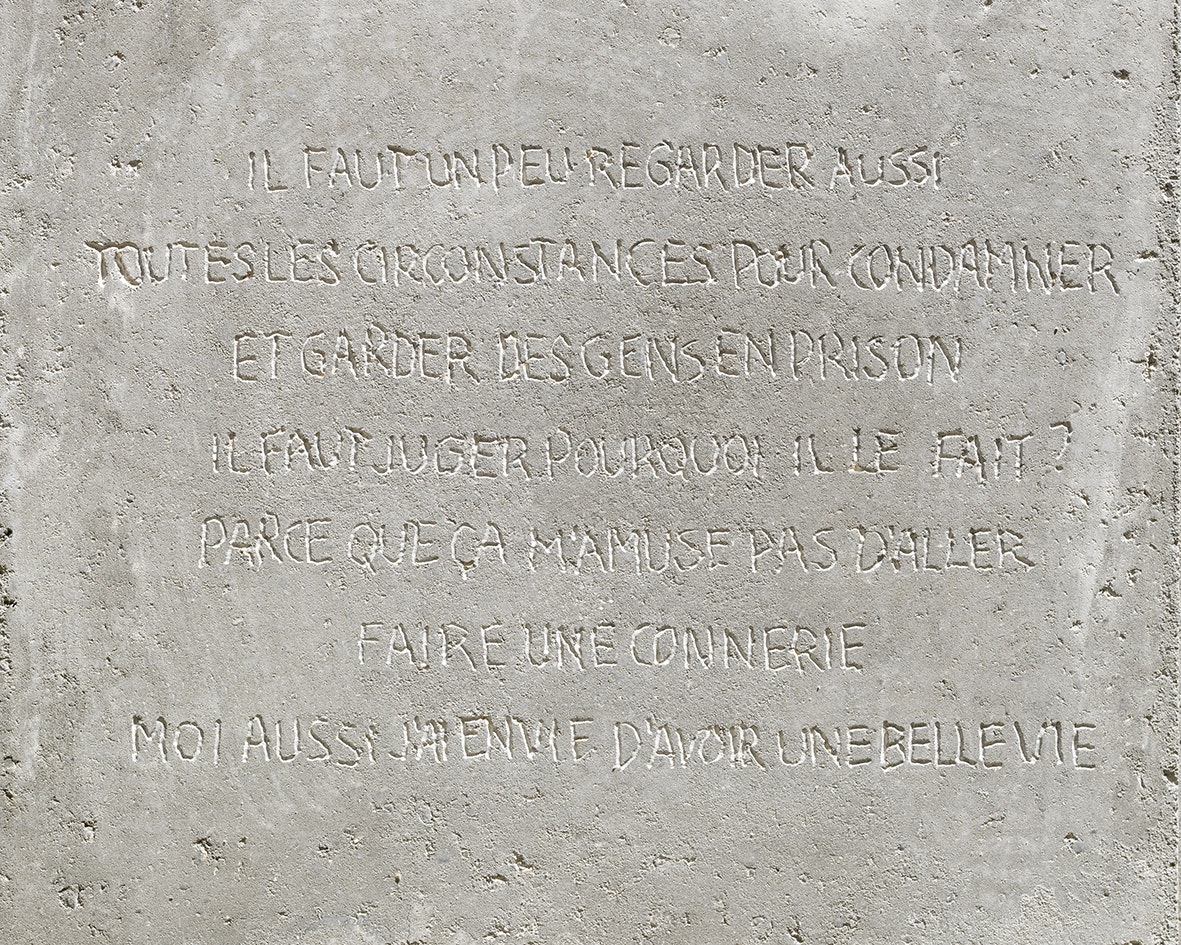 IL FAUT UN PEU REGARDER AUSSI
TOUTES LES CIRCONSTANCES POUR CONDAMNER
ET GARDER DES GENS EN PRISON
IL FAUT JUGER POURQUOI IL LE FAIT ?
PARCE QUE ÇA M'AMUSE PAS D'ALLER
FAIRE UNE CONNERIE
MOI AUSSI J'AI ENVIE D'AVOIR UNE BELLE VIE